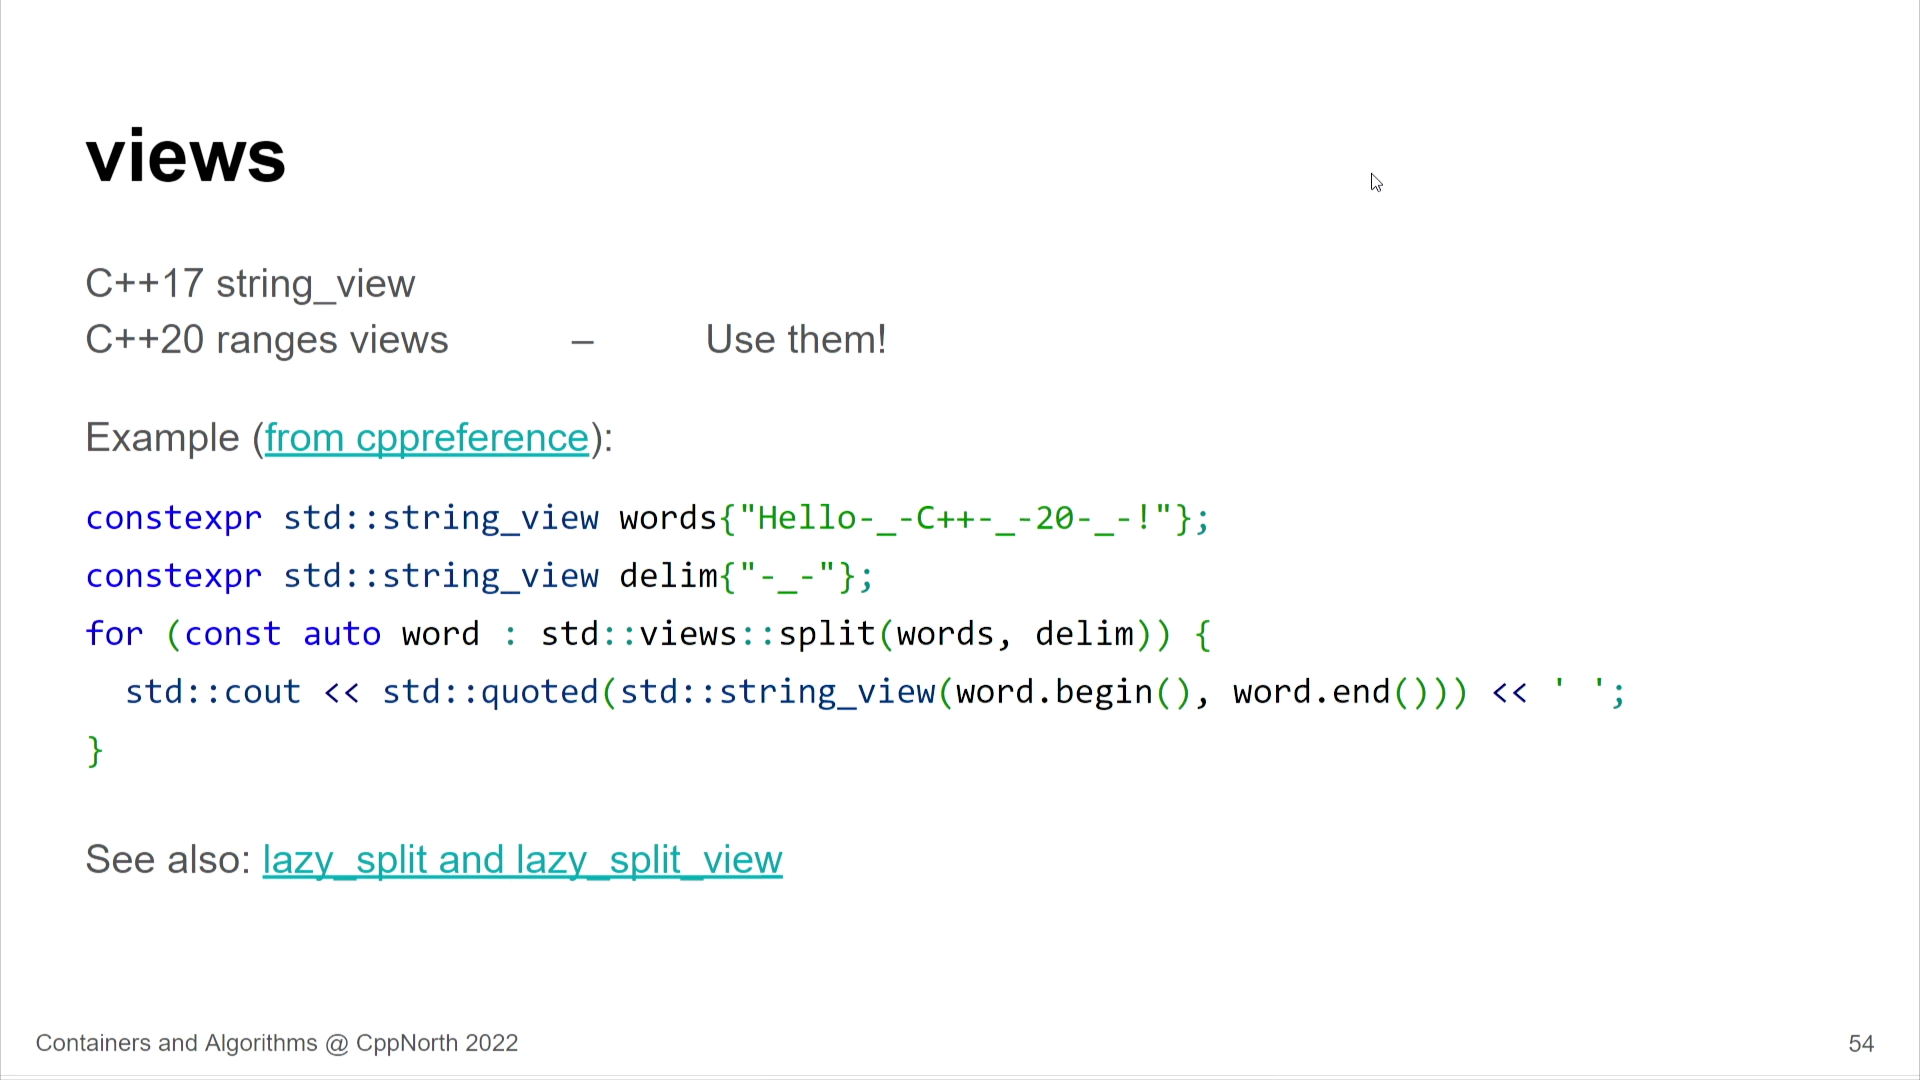 views
C++17 string_view
C++20 ranges views – Use them!
Example (from cppreference):
constexpr std::string_view words{"Hello-_-C++-_-20-_-!"};
constexpr std::string_view delim{"-_-"};
for (const auto word : std::views::split(words, delim)) {
  std::cout << std::quoted(std::string_view(word.begin(), word.end())) << ' ';
}
See also: lazy_split and lazy_split_view
Containers and Algorithms @ CppNorth 2022
54